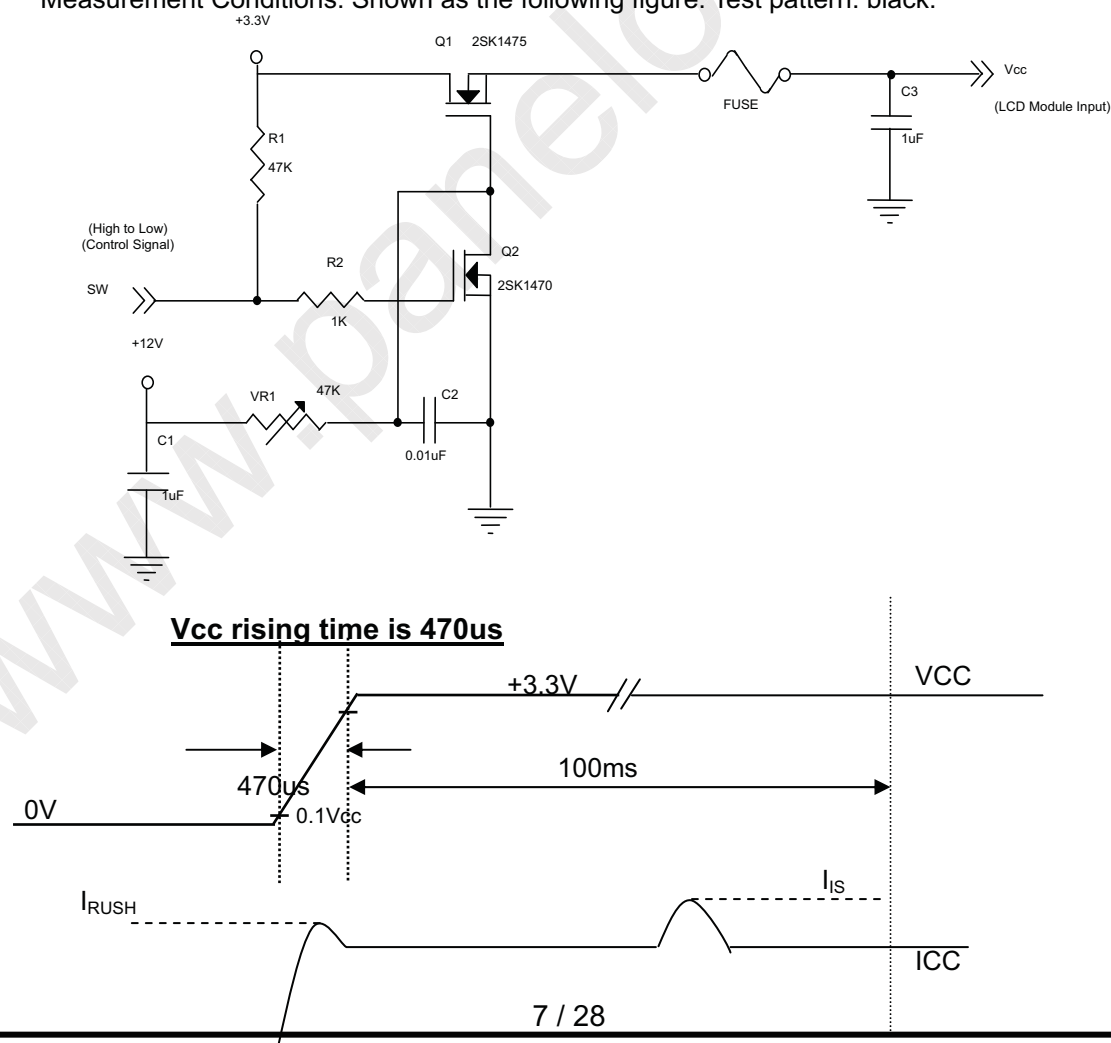 Measurement Conditions: Shown as the following figure. Test pattern: black.
+3.3V
Q1 2SK1475
Vcc
(LCD Module Input)
FUSE
C3
1uF
R1
47K
(High to Low)
(Control Signal)
SW
R2
1K
Q2
2SK1470
+12V
VR1
47K
C2
0.01uF
C1
1uF
Vcc rising time is 470us
+3.3V
VCC
470us
100ms
0V
0.1Vcc
IRUSH
IIS
ICC
7 / 28